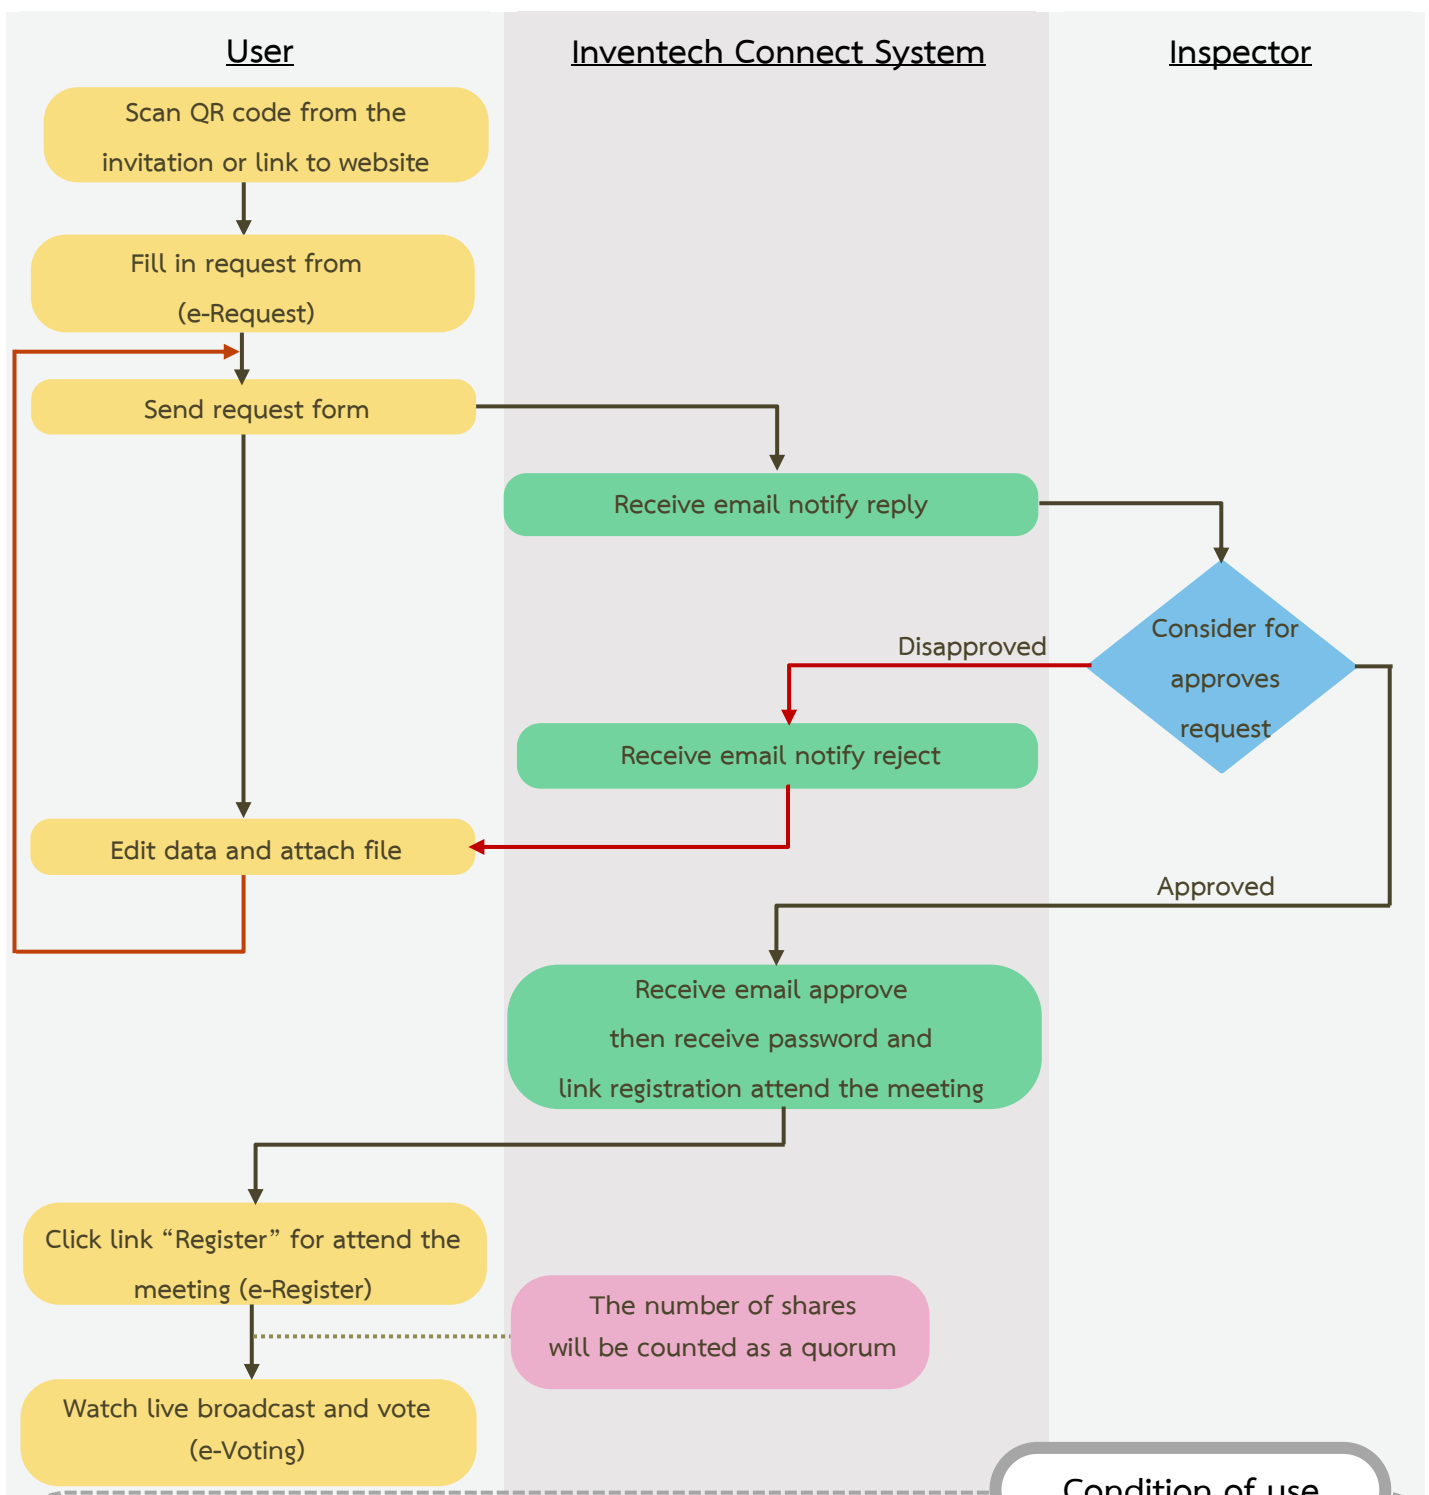 User
Inventech Connect System
Inspector
Scan QR code from the
invitation or link to website
Fill in request from
(e-Request)
Send request form
Receive email notify reply
Consider for
approves
request
Disapproved
Receive email notify reject
Edit data and attach file
Approved
Receive email approve
then receive password and
link registration attend the meeting
Click link “Register” for attend the
meeting (e-Register)
The number of shares
will be counted as a quorum
Watch live broadcast and vote
(e-Voting)
Condition of use